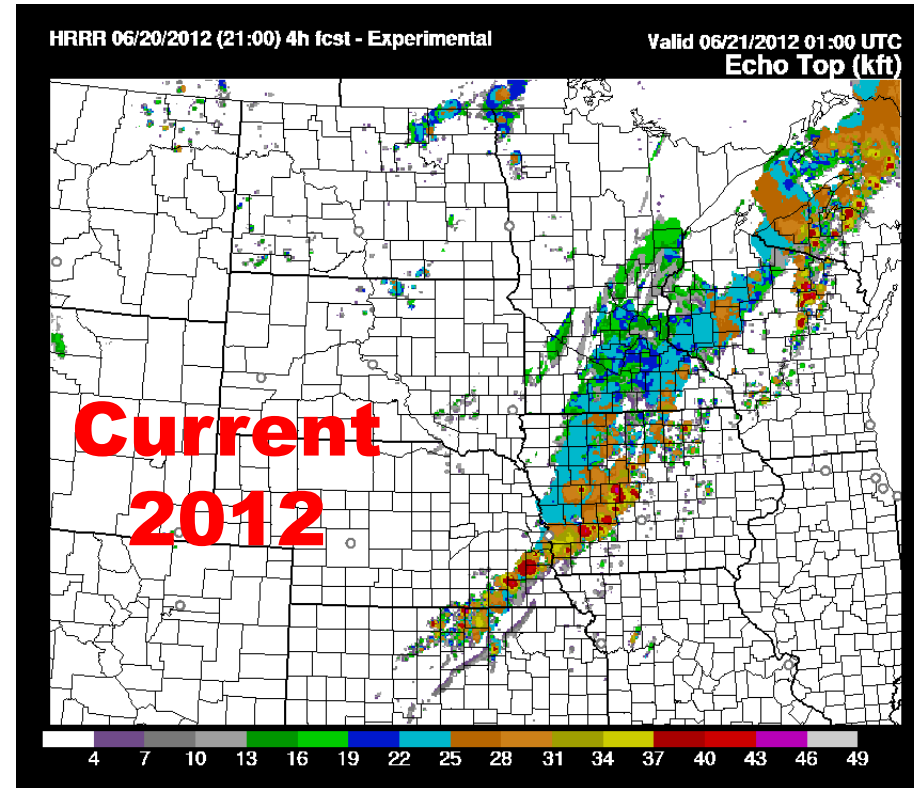 HRRR 06/20/2012 (21:00) 4h fcst - Experimental
Valid 06/21/2012 01:00 UTC
Echo Top (kft)
Current
2012
4 7 10 13 16 19 22 25 28 31 34 37 40 43 46 49